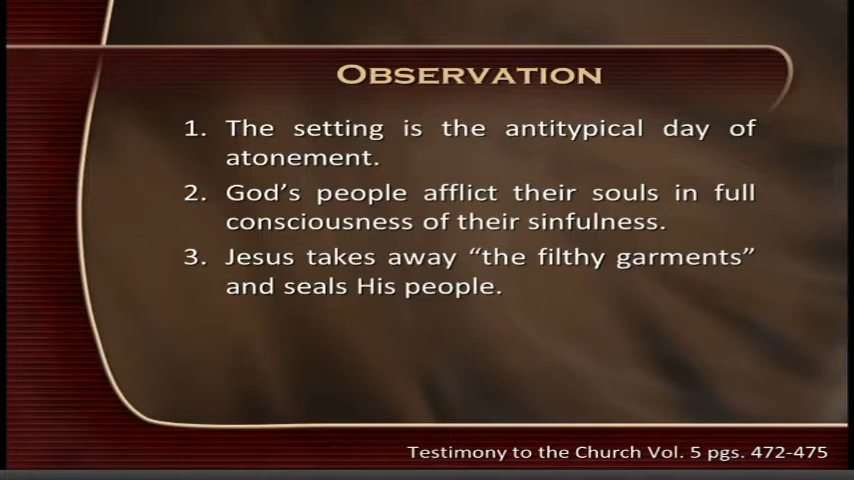 OBSERVATION
1. The setting is the antitypical day of
atonement.
2. God's people afflict their souls in full
consciousness of their sinfulness.
3. Jesus takes away “the filthy garments”
and seals His people.
Testimony to the Church Vol. 5 pgs. 472-475